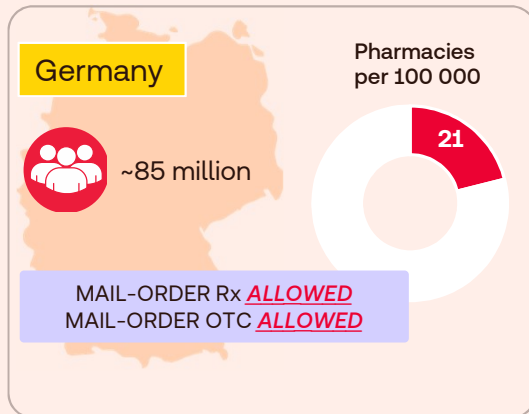 Germany
Pharmacies
per 100 000
21
~85 million
MAIL-ORDER Rx ALLOWED
MAIL-ORDER OTC ALLOWED